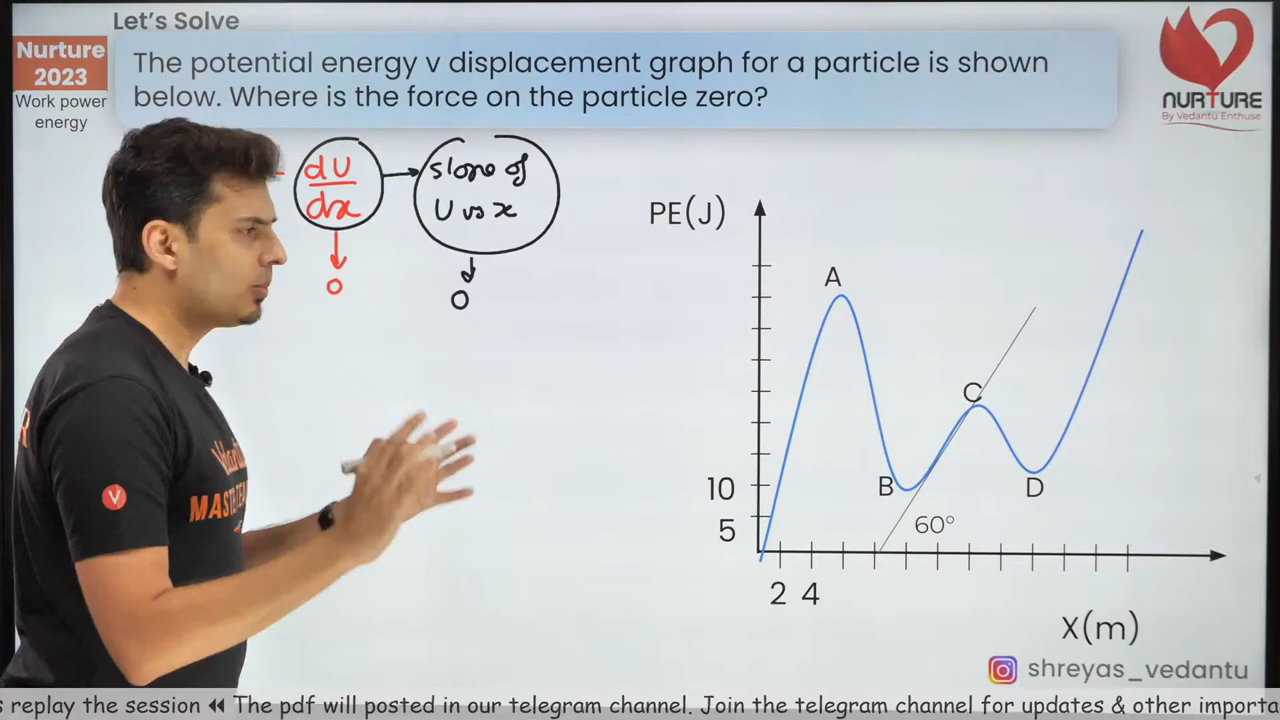 Let's Solve
Nurture
2023
Work power
energy
The potential energy v displacement graph for a particle is shown
below. Where is the force on the particle zero?
NURTURE
By Vedantu Enthuse
- dU
dx
0
slope of
U vs x
0
PE(J)
A
B
C
D
10
5
60°
2 4
X(m)
V
MASTER
shreyas_vedantu
s replay the session ⏪ The pdf will posted in our telegram channel. Join the telegram channel for updates & other importa